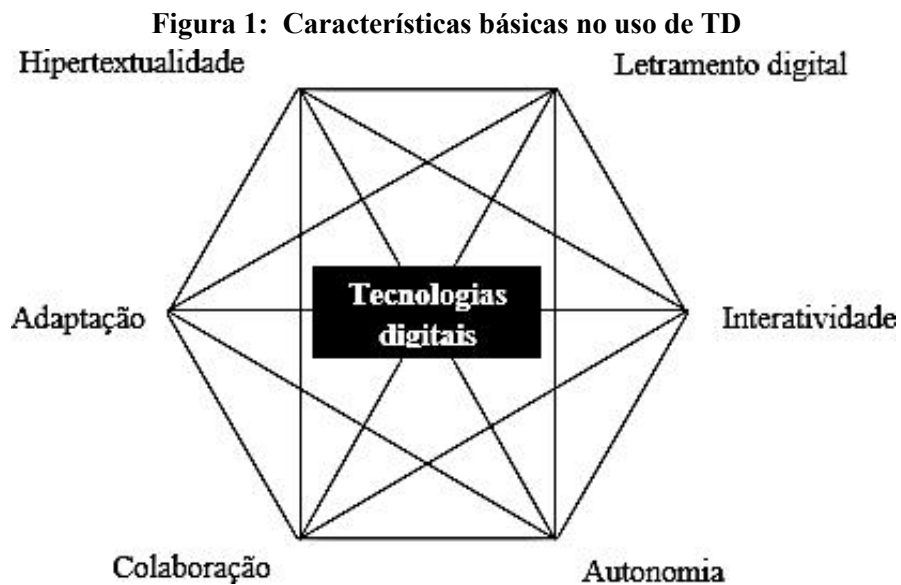 Figura 1: Características básicas no uso de TD
Hipertextualidade
Letramento digital
Adaptação
Tecnologias
digitais
Interatividade
Colaboração
Autonomia